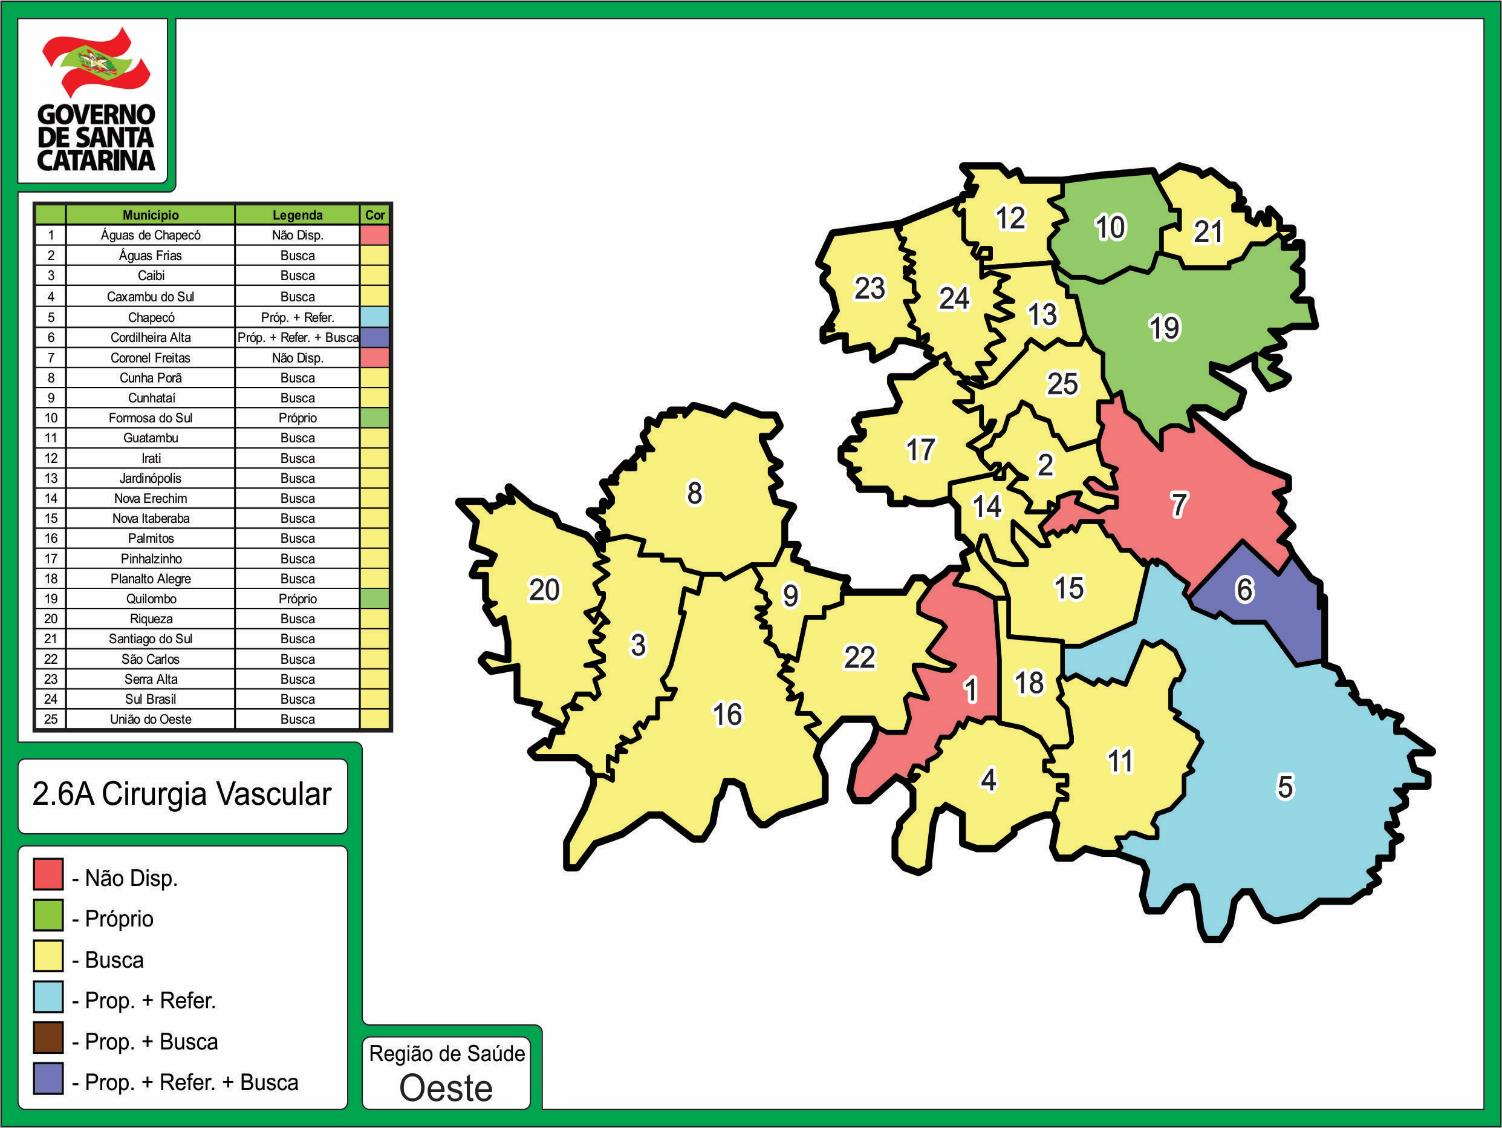 GOVERNO
DE SANTA
CATARINA
Município Legenda Cor
1 Águas de Chapecó Não Disp.
2 Águas Frias Busca
3 Caibi Busca
4 Caxambu do Sul Busca
5 Chapecó Próp. + Refer.
6 Cordilheira Alta Próp. + Refer. + Busca
7 Coronel Freitas Não Disp.
8 Cunha Porã Busca
9 Cunhataí Busca
10 Formosa do Sul Próprio
11 Guatambu Busca
12 Irati Busca
13 Jardinópolis Busca
14 Nova Erechim Busca
15 Nova Itaberaba Busca
16 Palmitos Busca
17 Pinhalzinho Busca
18 Planalto Alegre Busca
19 Quilombo Próprio
20 Riqueza Busca
21 Santiago do Sul Busca
22 São Carlos Busca
23 Serra Alta Busca
24 Sul Brasil Busca
25 União do Oeste Busca
12
10
21
23
24
13
19
25
17
2
8
14
7
20
9
15
6
3
22
1
18
16
4
11
5
2.6A Cirurgia Vascular
- Não Disp.
- Próprio
- Busca
- Prop. + Refer.
- Prop. + Busca
- Prop. + Refer. + Busca
Região de Saúde
Oeste